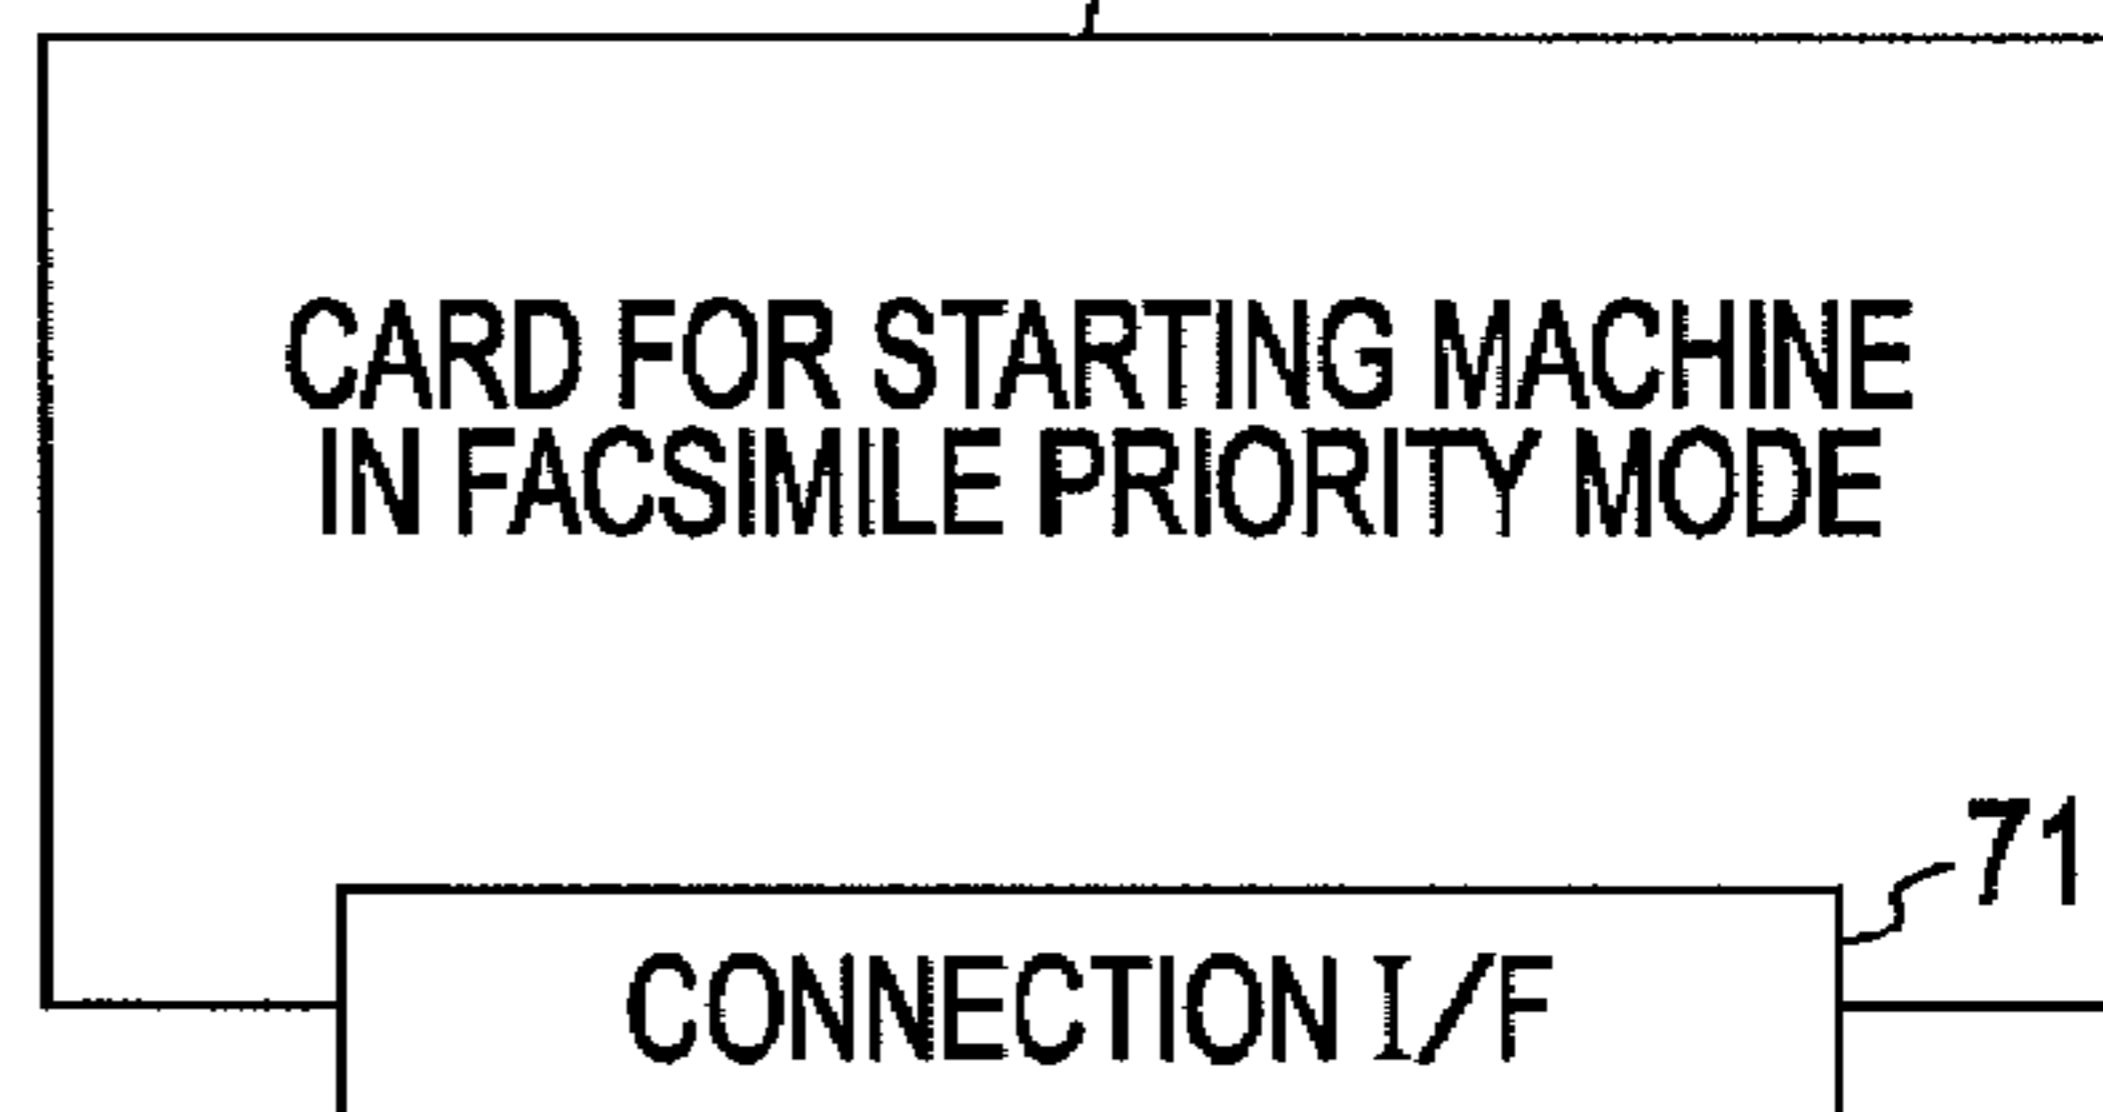 CARD FOR STARTING MACHINE
IN FACSIMILE PRIORITY MODE
71
CONNECTION I/F